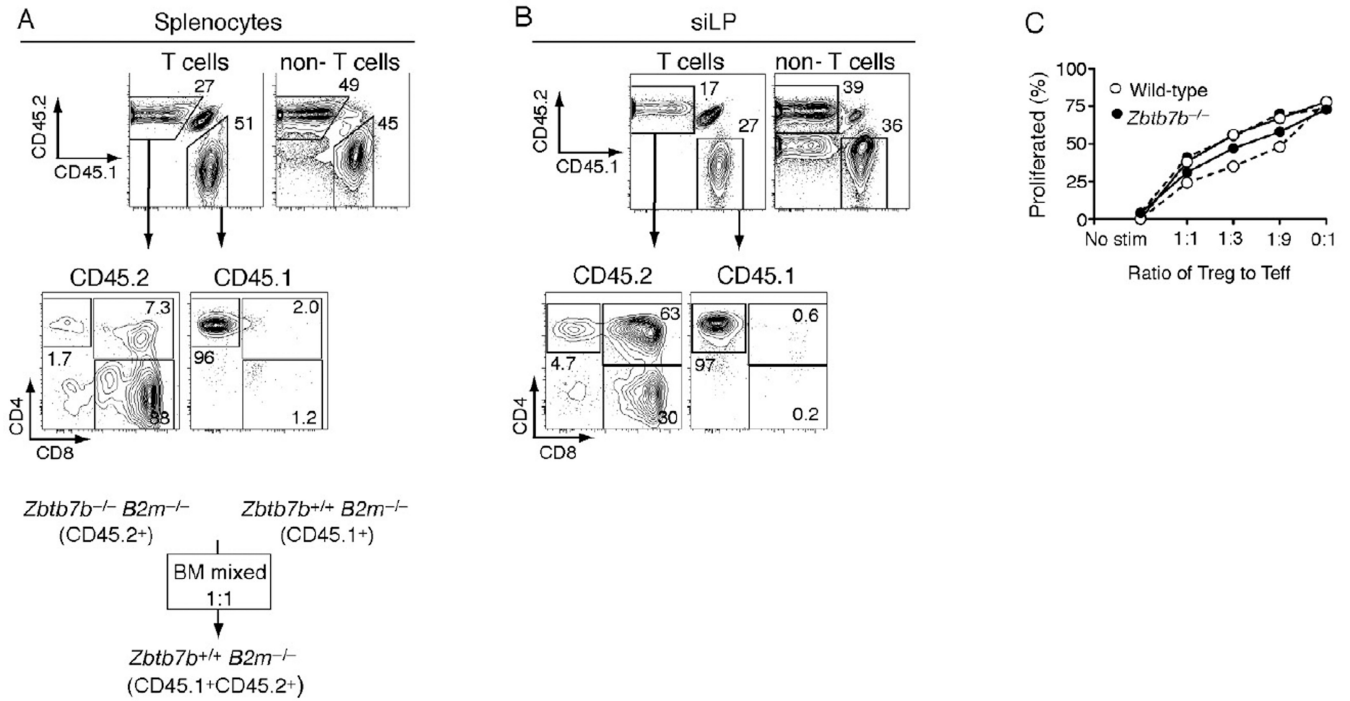 A
Splenocytes
T cells
non- T cells
27
49
51
45
CD45.2
CD45.1
CD45.2
CD45.1
7.3
2.0
1.7
96
88
1.2
CD4
CD8
Zbtb7b–/– B2m–/–
(CD45.2+)
Zbtb7b+/+ B2m–/–
(CD45.1+)
BM mixed
1:1
Zbtb7b+/+ B2m–/–
(CD45.1+CD45.2+)
B
siLP
T cells
non- T cells
17
39
27
36
CD45.2
CD45.1
CD45.2
CD45.1
63
0.6
4.7
97
30
0.2
CD4
CD8
C
Proliferated (%)
100
75
50
25
0
Wild-type
Zbtb7b–/–
No stim
1:1
1:3
1:9
0:1
Ratio of Treg to Teff